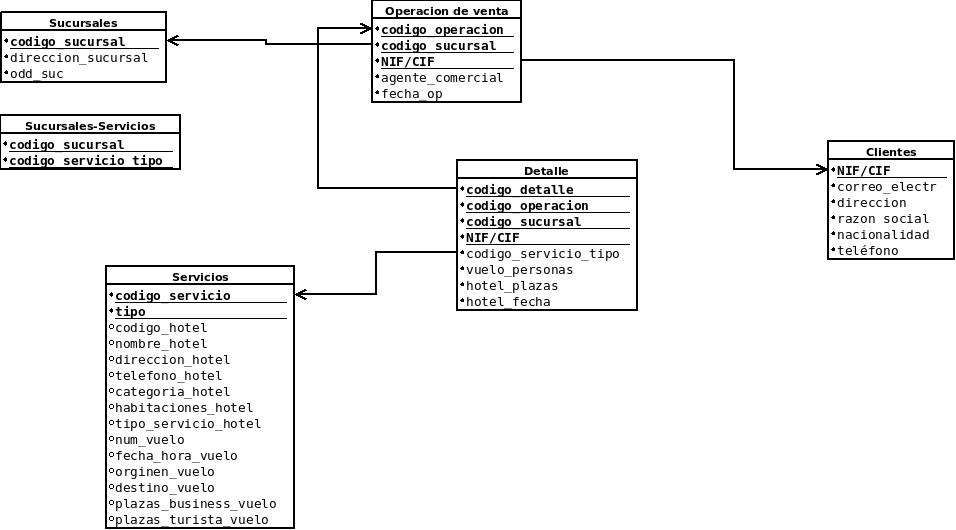 Sucursales
codigo_sucursal
direccion_sucursal
odd_suc
Operacion de venta
codigo_operacion
codigo_sucursal
NIF/CIF
agente_comercial
fecha_op
Sucursales-Servicios
codigo_sucursal
codigo_servicio_tipo
Clientes
NIF/CIF
correo_electr
direccion
razon social
nacionalidad
teléfono
Detalle
codigo_detalle
codigo_operacion
codigo_sucursal
NIF/CIF
codigo_servicio_tipo
vuelo_personas
hotel_plazas
hotel_fecha
Servicios
codigo_servicio
tipo
codigo_hotel
nombre_hotel
direccion_hotel
telefono_hotel
categoria_hotel
habitaciones_hotel
tipo_servicio_hotel
num_vuelo
fecha_hora_vuelo
orginen_vuelo
destino_vuelo
plazas_business_vuelo
plazas_turista_vuelo